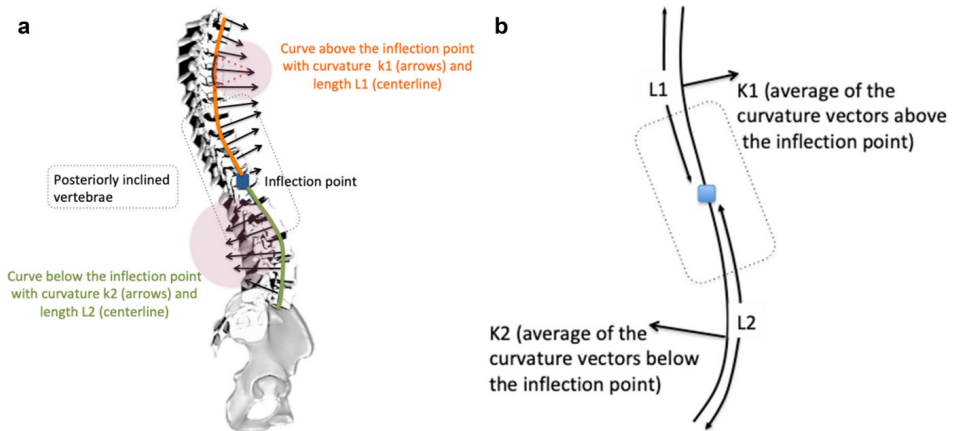 a
Curve above the inflection point
with curvature k1 (arrows) and
length L1 (centerline)
Posteriorly inclined
vertebrae
Inflection point
Curve below the inflection point
with curvature k2 (arrows) and
length L2 (centerline)
b
L1
K1 (average of the
curvature vectors above
the inflection point)
K2 (average of the
curvature vectors below
the inflection point)
L2